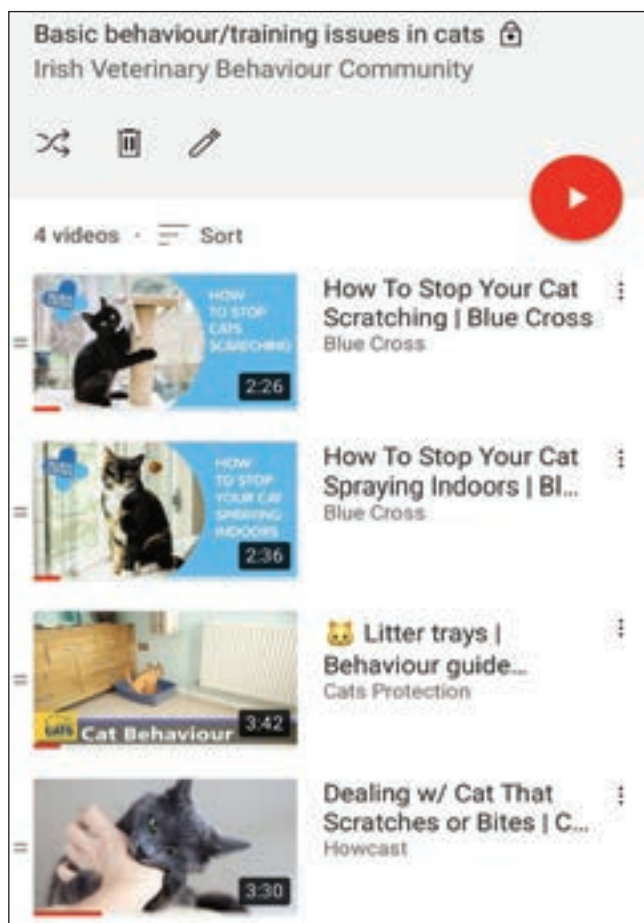 Basic behaviour/training issues in cats
Irish Veterinary Behaviour Community
4 videos · Sort
HOW
TO STOP
CATS
SCRATCHING
2:26
How To Stop Your Cat
Scratching | Blue Cross
Blue Cross
HOW
TO STOP
YOUR CAT
SPRAYING
INDOORS
2:36
How To Stop Your Cat
Spraying Indoors | Bl...
Blue Cross
CATS
Cat Behaviour
3:42
🐱 Litter trays |
Behaviour guide...
Cats Protection
3:30
Dealing w/ Cat That
Scratches or Bites | C...
Howcast